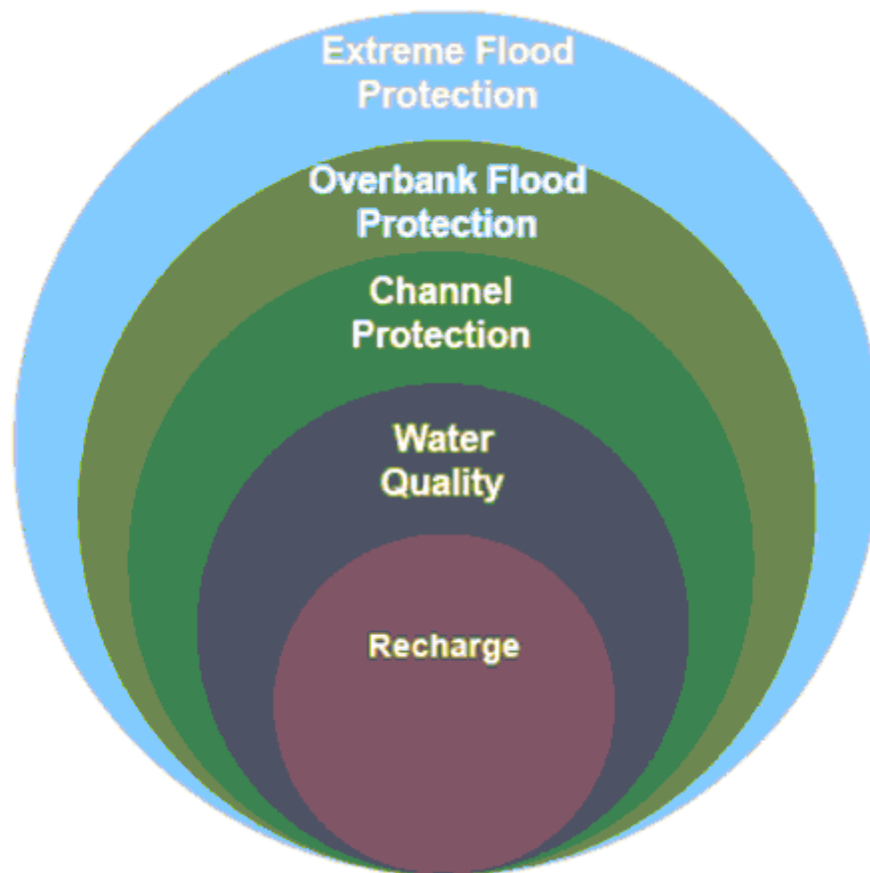 Extreme Flood
Protection
Overbank Flood
Protection
Channel
Protection
Water
Quality
Recharge